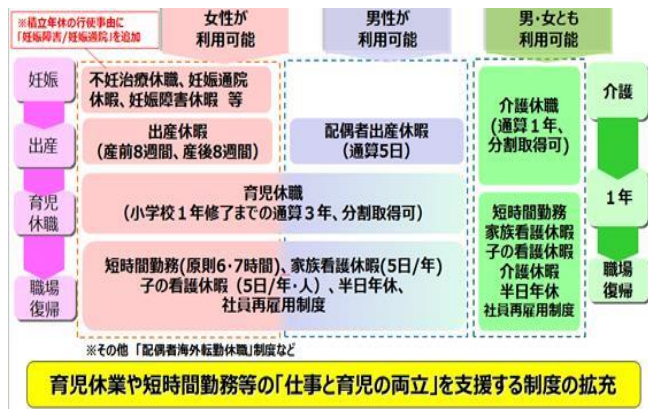 ※積立年休の行使事由に
「妊娠障害/妊娠通院」を追加
女性が
利用可能
男性が
利用可能
男・女とも
利用可能
妊娠
不妊治療休職、妊娠通院
休暇、妊娠障害休暇 等
出産
出産休暇
(産前8週間、産後8週間)
配偶者出産休暇
(通算5日)
育児
休職
育児休職
(小学校1年修了までの通算3年、分割取得可)
職場
復帰
短時間勤務(原則6・7時間)、家族看護休暇(5日/年)
子の看護休暇(5日/年・人)、半日年休、
社員再雇用制度
介護休職
(通算1年、
分割取得可)
短時間勤務
家族看護休暇
子の看護休暇
介護休暇
半日年休
社員再雇用制度
介護
1年
職場
復帰
※その他 「配偶者海外転勤休職」制度など
育児休業や短時間勤務等の「仕事と育児の両立」を支援する制度の拡充